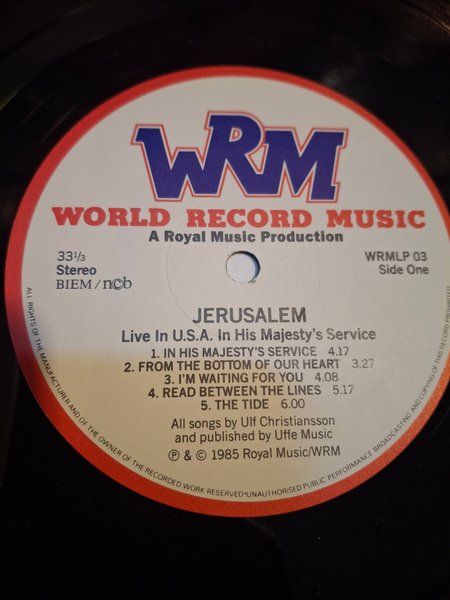 WRM
WORLD RECORD MUSIC
A Royal Music Production
33⅓
Stereo
BIEM / ncb
WRMLP 03
Side One
JERUSALEM
Live In U.S.A. In His Majesty's Service
1. IN HIS MAJESTY'S SERVICE 4.17
2. FROM THE BOTTOM OF OUR HEART 3.27
3. I'M WAITING FOR YOU 4.08
4. READ BETWEEN THE LINES 5.17
5. THE TIDE 6.00
All songs by Ulf Christiansson
and published by Uffe Music
℗ & © 1985 Royal Music/WRM
ALL RIGHTS OF THE MANUFACTURER AND OF THE OWNER OF THE RECORDED WORK RESERVED • UNAUTHORISED PUBLIC PERFORMANCE BROADCASTING AND COPYING OF THIS RECORD PROHIBITED